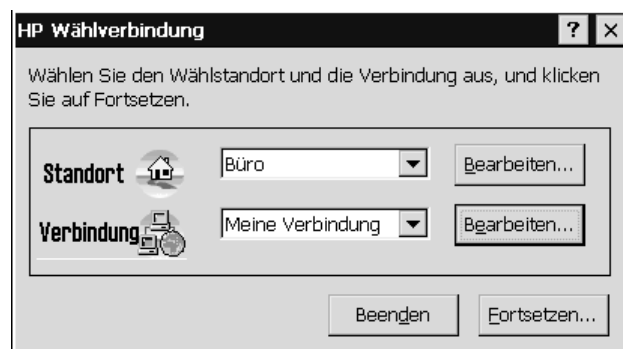 HP Wählverbindung
Wählen Sie den Wählstandort und die Verbindung aus, und klicken
Sie auf Fortsetzen.
Standort Büro Bearbeiten...
Verbindung Meine Verbindung Bearbeiten...
Beenden Fortsetzen...